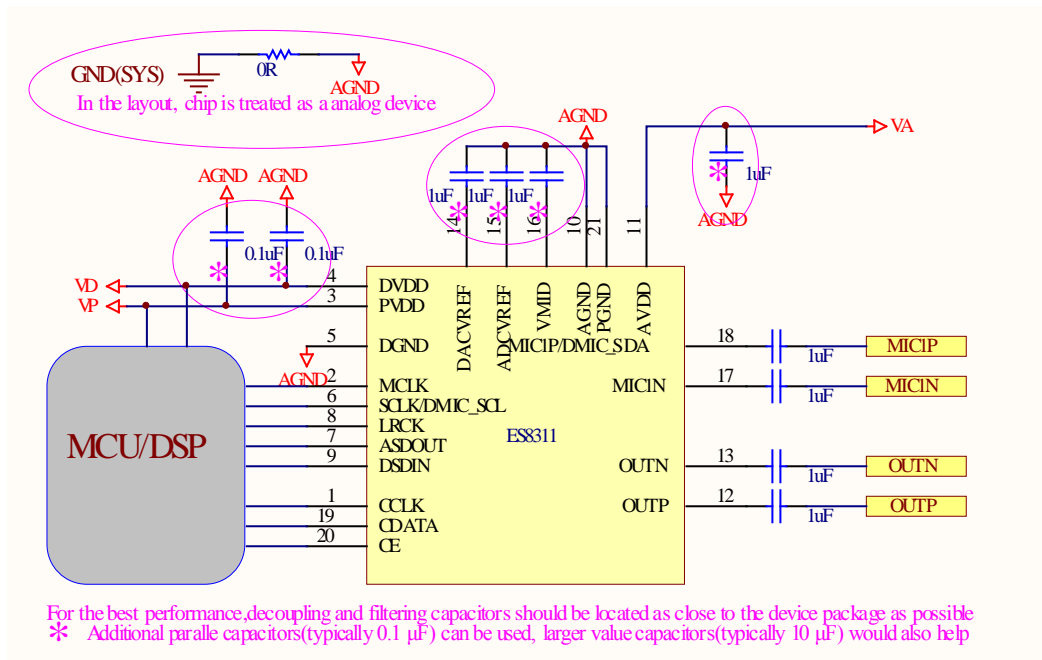 GND(SYS)
0R
AGND
In the layout, chip is treated as a analog device
AGND
VA
1uF
1uF
1uF
1uF
AGND
AGND
AGND
0.1uF
0.1uF
14
15
16
10
21
11
VD
VP
4
3
DVDD
PVDD
DACVREF
ADCVREF
VMID
AGND
PGND
AVDD
5
DGND
AGND
MIC1P/DMIC_SDA
18
1uF
MIC1P
2
MCLK
MIC1N
17
1uF
MIC1N
6
SCLK/DMIC_SCL
8
LRCK
7
ASDOUT
9
DSDIN
ES8311
MCU/DSP
OUTN
13
1uF
OUTN
1
CCLK
OUTP
12
1uF
OUTP
19
CDATA
20
CE
For the best performance,decoupling and filtering capacitors should be located as close to the device package as possible
* Additional paralle capacitors(typically 0.1 µF) can be used, larger value capacitors(typically 10 µF) would also help